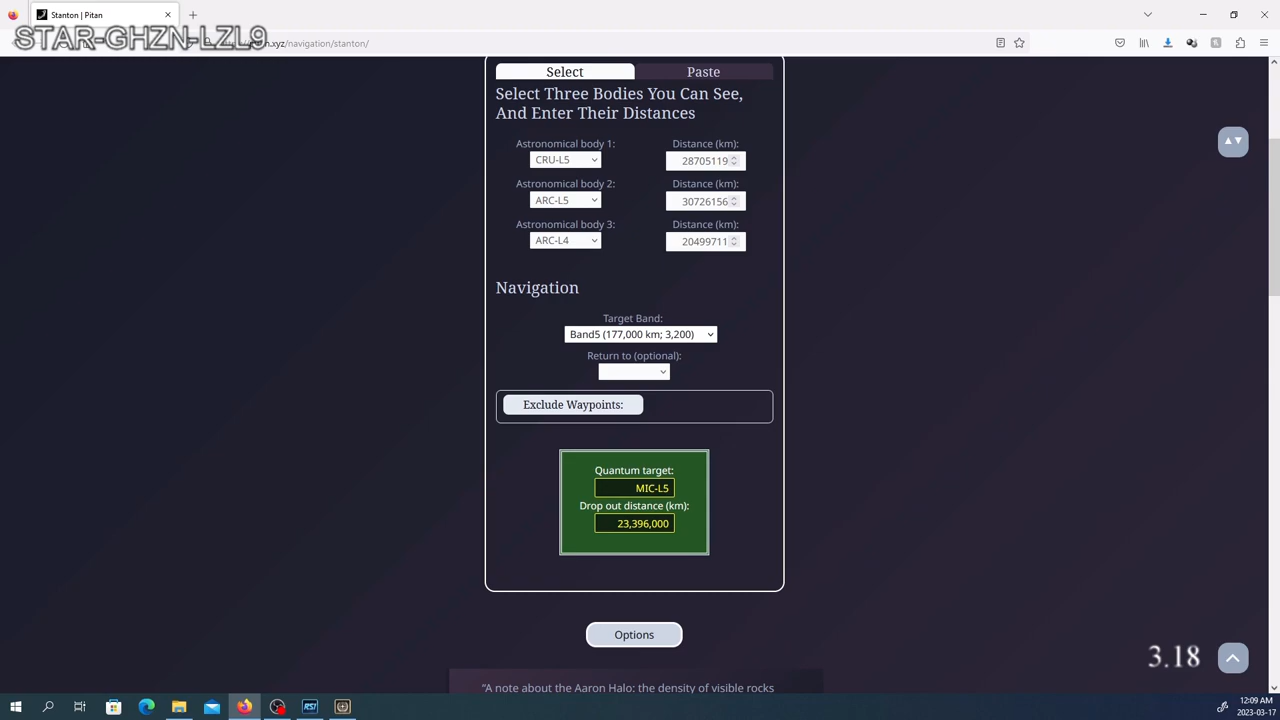 Stanton | Pitan
STAR-GHZN-LZL9
.xyz/navigation/stanton/
Select
Paste
Select Three Bodies You Can See,
And Enter Their Distances
Astronomical body 1:
Distance (km):
CRU-L5
28705119
Astronomical body 2:
Distance (km):
ARC-L5
30726156
Astronomical body 3:
Distance (km):
ARC-L4
20499711
Navigation
Target Band:
Band5 (177,000 km; 3,200)
Return to (optional):
Exclude Waypoints:
Quantum target:
MIC-L5
Drop out distance (km):
23,396,000
Options
3.18
"A note about the Aaron Halo: the density of visible rocks
RSI
12:09 AM
2023-03-17